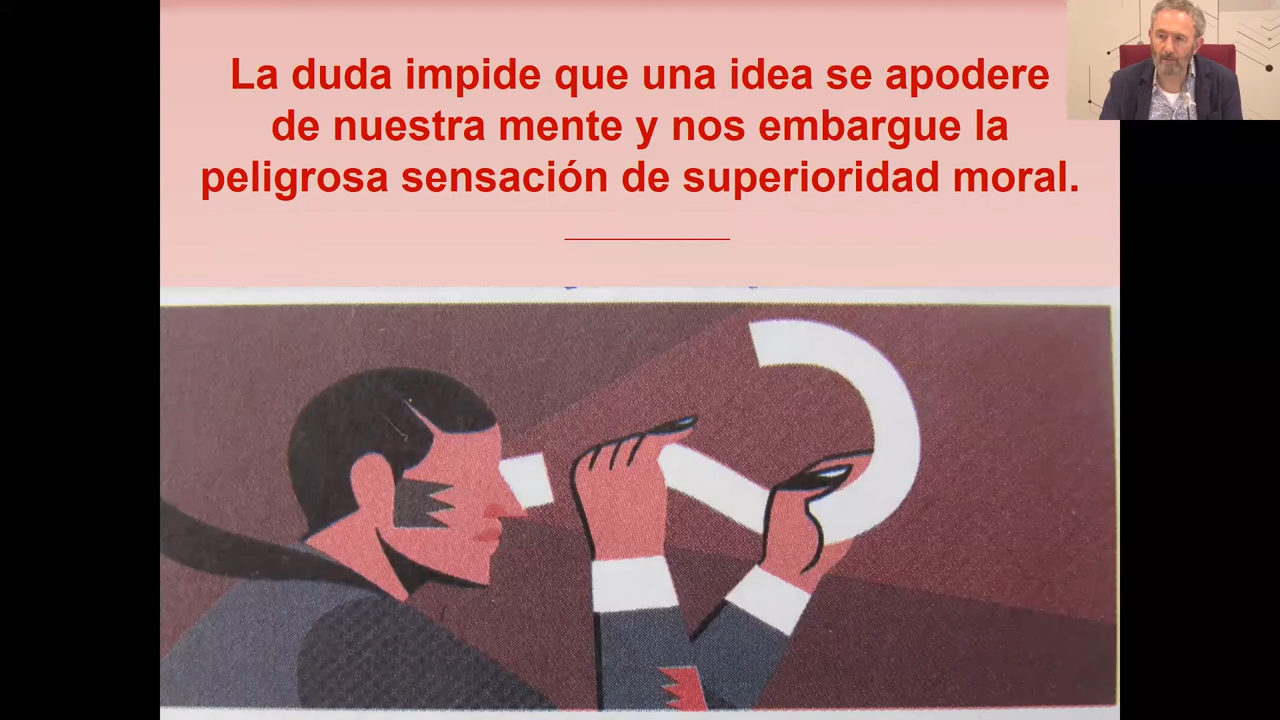 La duda impide que una idea se apodere
de nuestra mente y nos embargue la
peligrosa sensación de superioridad moral.